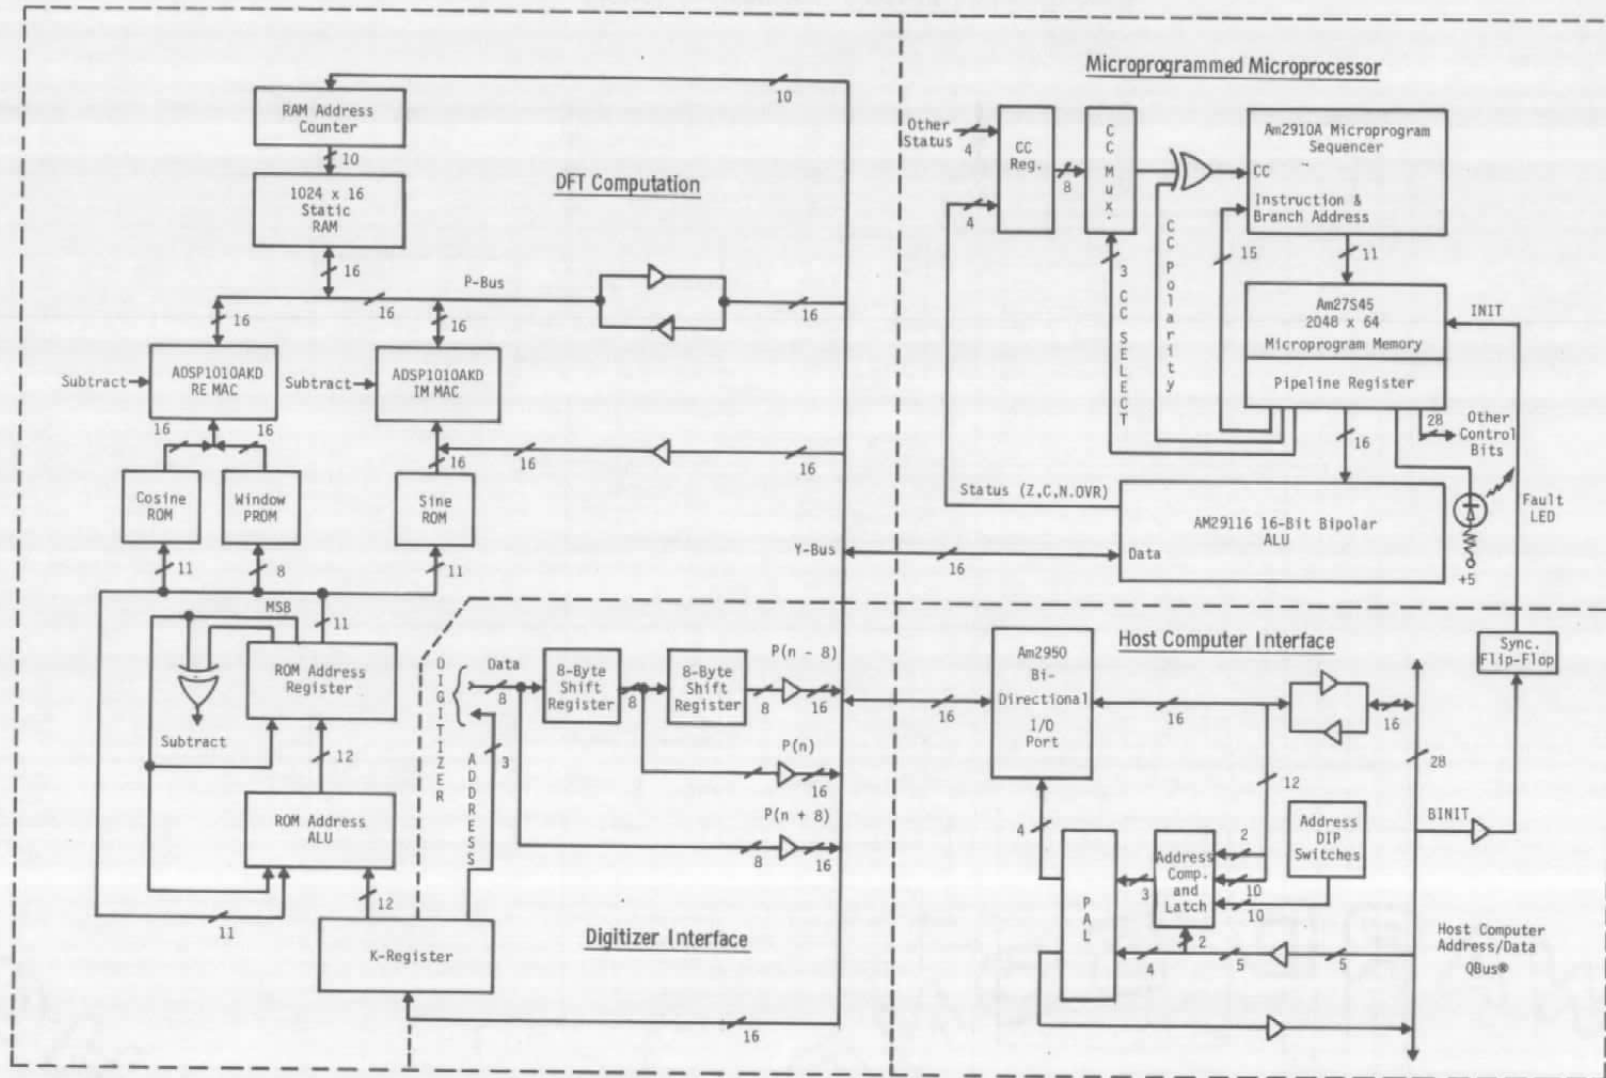 Microprogrammed Microprocessor
DFT Computation
RAM Address
Counter
10
10
1024 x 16
Static
RAM
16
P-Bus
16
16
16
16
Subtract
ADSP1010AKD
RE MAC
Subtract
ADSP1010AKD
IM MAC
16
16
16
16
16
Cosine
ROM
Window
PROM
Sine
ROM
11
8
11
MSB
11
ROM Address
Register
Subtract
12
ROM Address
ALU
12
11
K-Register
16
Y-Bus
16
Other
Status
4
4
CC
Reg.
8
CC Mux.
3 CC SELECT
CC Polarity
15
Am2910A Microprogram
Sequencer
CC
Instruction &
Branch Address
11
Am27S45
2048 x 64
Microprogram Memory
Pipeline Register
INIT
28
Other
Control
Bits
16
Status (Z,C,N.OVR)
AM29116 16-Bit Bipolar
ALU
Data
Fault
LED
+5
Digitizer Interface
DIGITIZER
Data
8
ADDRESS
3
8-Byte
Shift
Register
8
8-Byte
Shift
Register
8
P(n - 8)
16
P(n)
8
16
P(n + 8)
8
16
Host Computer Interface
Am2950
Bi-
Directional
I/O
Port
16
16
16
12
28
Sync.
Flip-Flop
BINIT
4
PAL
3
Address
Comp.
and
Latch
2
10
10
2
Address
DIP
Switches
4
5
5
Host Computer
Address/Data
QBus®